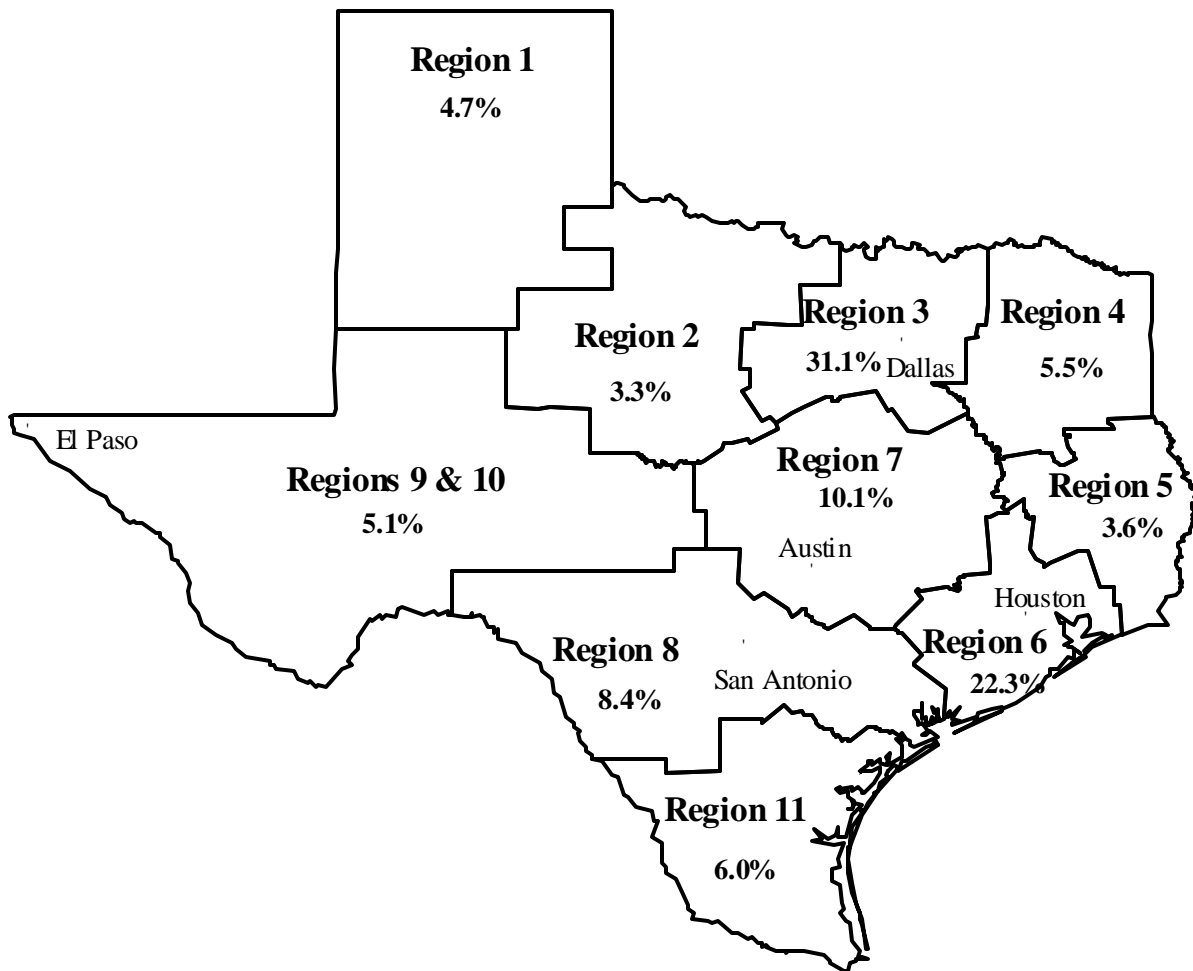 Region 1
4.7%
Region 2
3.3%
Region 3
31.1%
Dallas
Region 4
5.5%
El Paso
Regions 9 & 10
5.1%
Region 7
10.1%
Austin
Region 5
3.6%
Houston
Region 6
22.3%
Region 8
8.4%
San Antonio
Region 11
6.0%